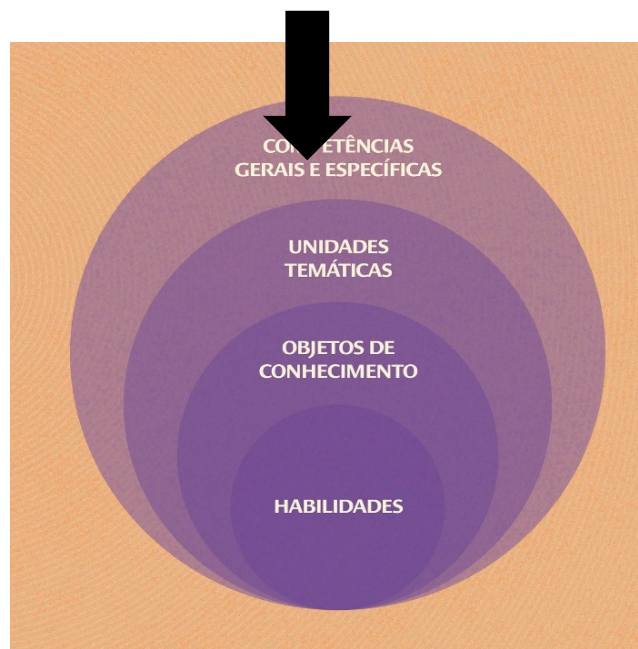 GERAIS E ESPECÍFICAS
UNIDADES
TEMÁTICAS
OBJETOS DE
CONHECIMENTO
HABILIDADES